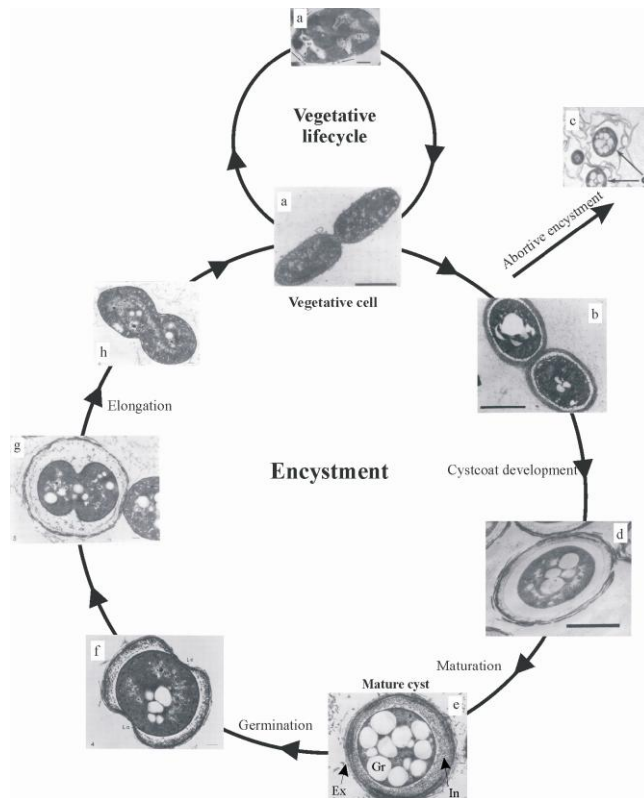 a
Vegetative
lifecycle
c
a
Abortive encystment
Vegetative cell
b
h
Elongation
g
Encystment
Cystcoat development
d
f
Maturation
Mature cyst
e
Germination
Gr
Ex
In